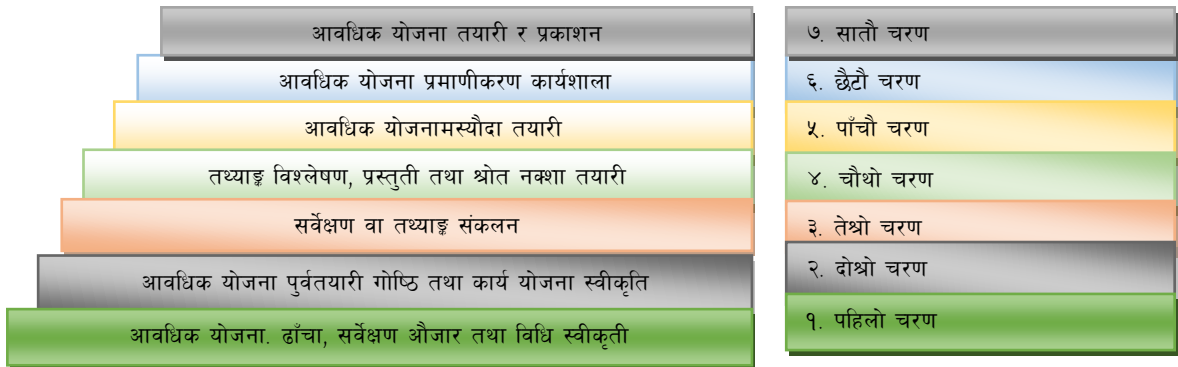 आवधिक योजना तयारी र प्रकाशन
७. सातौ चरण
आवधिक योजना प्रमाणीकरण कार्यशाला
६. छैटौ चरण
आवधिक योजनामस्यौदा तयारी
५. पाँचौ चरण
तथ्याङ्क विश्लेषण, प्रस्तुती तथा श्रोत नक्शा तयारी
४. चौथो चरण
सर्वेक्षण वा तथ्याङ्क संकलन
३. तेश्रो चरण
आवधिक योजना पुर्वतयारी गोष्ठि तथा कार्य योजना स्वीकृति
२. दोश्रो चरण
आवधिक योजना. ढाँचा, सर्वेक्षण औजार तथा विधि स्वीकृती
१. पहिलो चरण